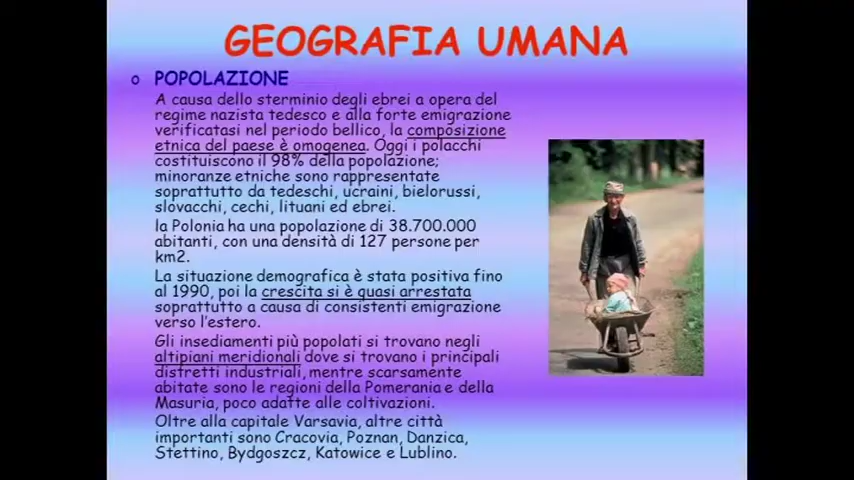 GEOGRAFIA UMANA
o POPOLAZIONE
A causa dello sterminio degli ebrei a opera del
regime nazista tedesco e alla forte emigrazione
verificatasi nel periodo bellico, la composizione
etnica del paese è omogenea. Oggi i polacchi
costituiscono il 98% della popolazione;
minoranze etniche sono rappresentate
soprattutto da tedeschi, ucraini, bielorussi,
slovacchi, cechi, lituani ed ebrei.
la Polonia ha una popolazione di 38.700.000
abitanti, con una densità di 127 persone per
km2.
La situazione demografica è stata positiva fino
al 1990, poi la crescita si è quasi arrestata
soprattutto a causa di consistenti emigrazione
verso l'estero.
Gli insediamenti più popolati si trovano negli
altipiani meridionali dove si trovano i principali
distretti industriali, mentre scarsamente
abitate sono le regioni della Pomerania e della
Masuria, poco adatte alle coltivazioni.
Oltre alla capitale Varsavia, altre città
importanti sono Cracovia, Poznan, Danzica,
Stettino, Bydgoszcz, Katowice e Lublino.